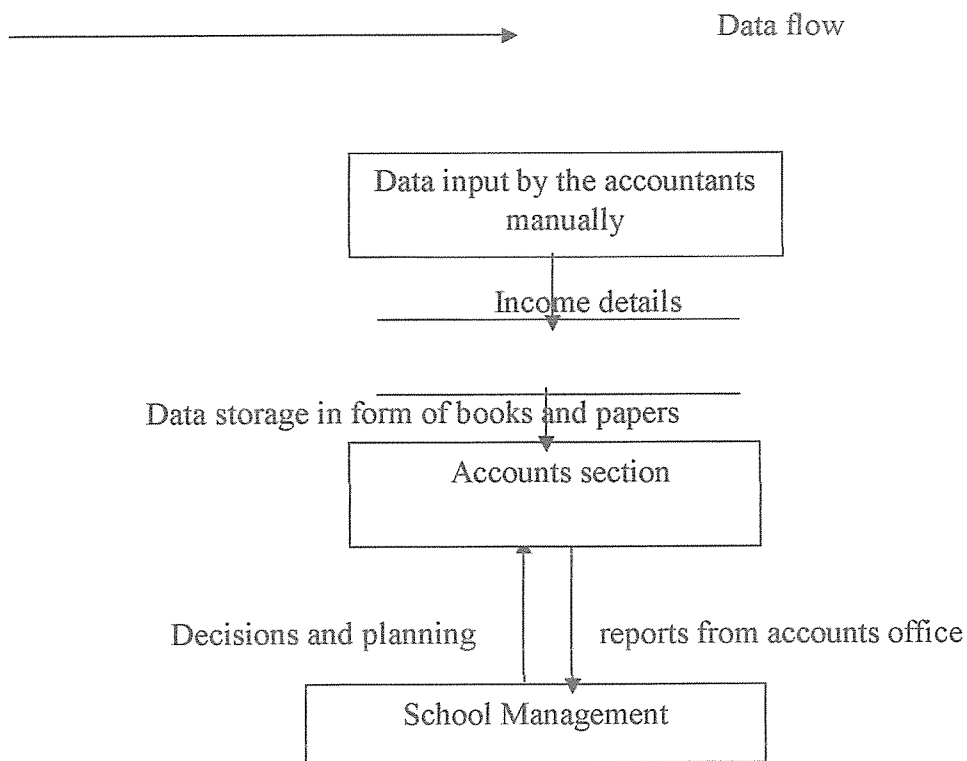 Data flow
Data input by the accountants
manually
Income details
Data storage in form of books and papers
Accounts section
Decisions and planning
reports from accounts office
School Management